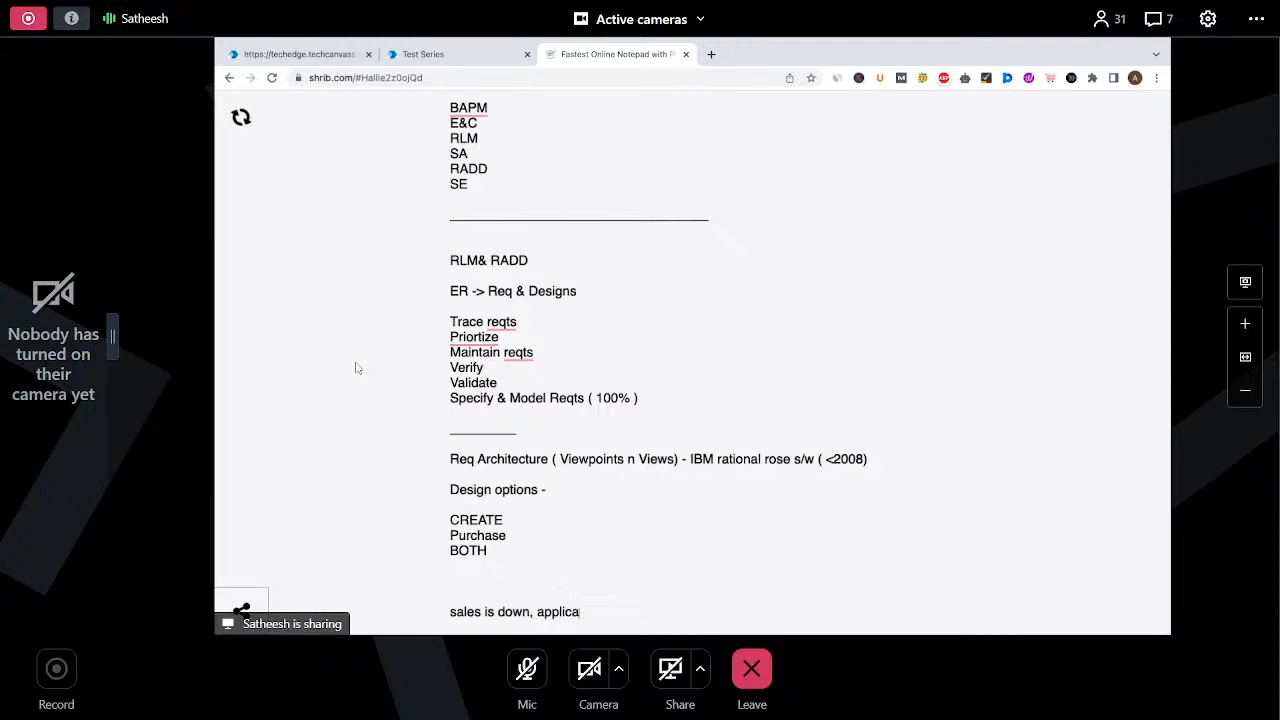 Satheesh
Active cameras
31
7
https://techedge.techcanvass
Test Series
Fastest Online Notepad with R
shrib.com/#Hallie2z0ojQd
BAPM
E&C
RLM
SA
RADD
SE
RLM& RADD
ER -> Req & Designs
Trace reqts
Priortize
Maintain reqts
Verify
Validate
Specify & Model Reqts ( 100% )
Req Architecture ( Viewpoints n Views) - IBM rational rose s/w ( <2008)
Design options -
CREATE
Purchase
BOTH
sales is down, applica
Nobody has
turned on
their
camera yet
Satheesh is sharing
Record
Mic
Camera
Share
Leave